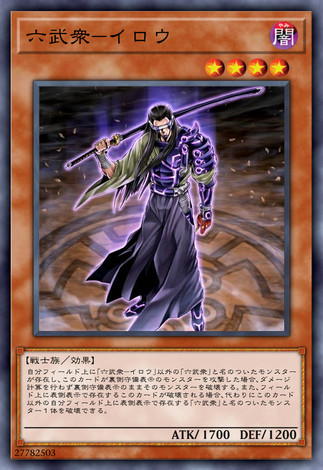 六武衆−イロウ
闇
やみ
【戦士族／効果】
自分フィールド上に「六武衆−イロウ」以外の「六武衆」と名のついたモンスター
が存在し、このカードが裏側守備表示のモンスターを攻撃した場合、ダメージ
計算を行わず裏側守備表示のままそのモンスターを破壊する。また、フィールド
上に表側表示で存在するこのカードが破壊される場合、代わりにこのカード
以外の自分フィールド上に表側表示で存在する「六武衆」と名のついたモンス
ター１体を破壊できる。
ATK/1700 DEF/1200
27782503